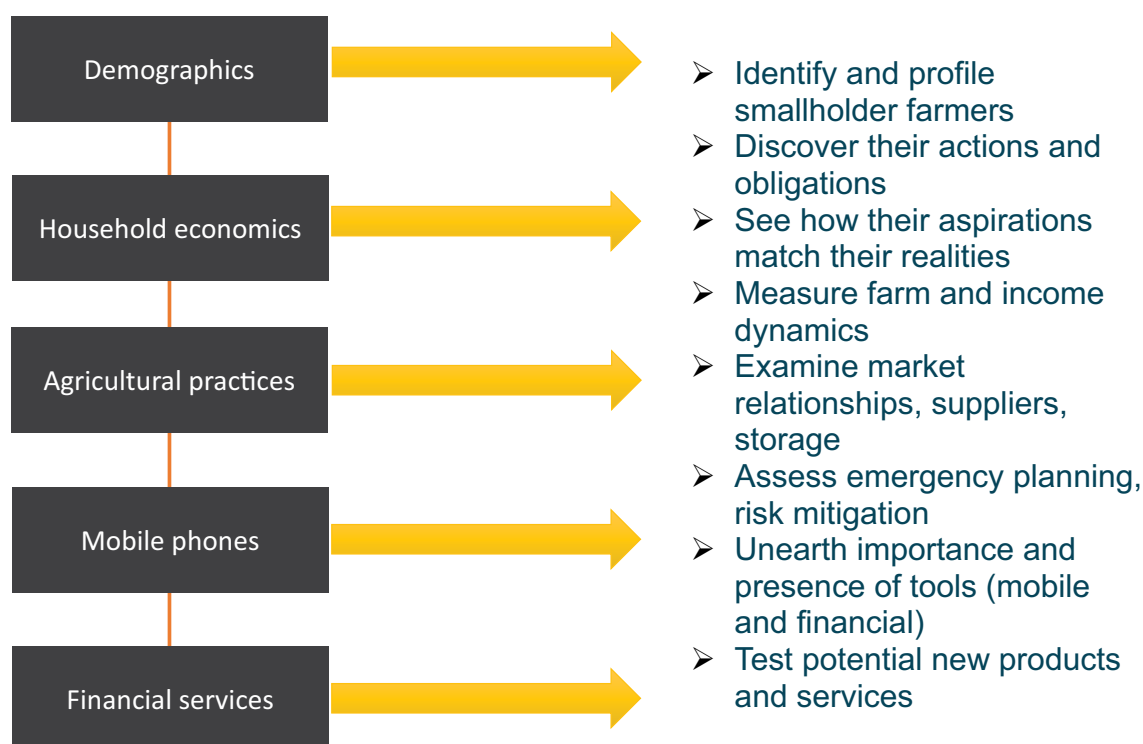 Demographics
Household economics
Agricultural practices
Mobile phones
Financial services
➢ Identify and profile
smallholder farmers
➢ Discover their actions and
obligations
➢ See how their aspirations
match their realities
➢ Measure farm and income
dynamics
➢ Examine market
relationships, suppliers,
storage
➢ Assess emergency planning,
risk mitigation
➢ Unearth importance and
presence of tools (mobile
and financial)
➢ Test potential new products
and services